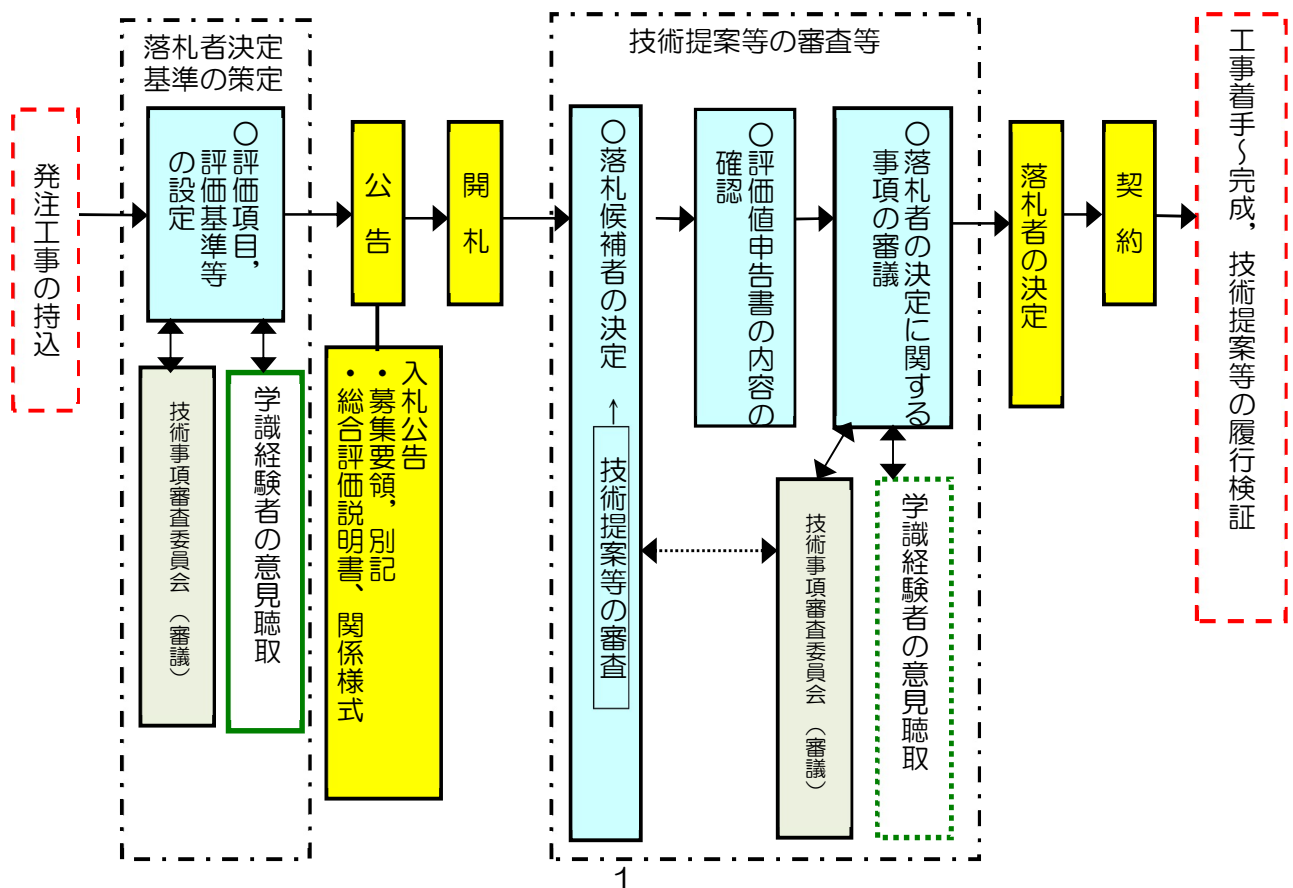 発注工事の持込
落札者決定
基準の策定
〇評価項目,
評価基準等
の設定
技術事項審査委員会（審議）
学識経験者の意見聴取
公告
入札公告
・募集要領, 別記
・総合評価説明書、関係様式
開札
技術提案等の審査等
〇落札候補者の決定
↑
技術提案等の審査
〇評価値申告書の内容の
確認
〇落札者の決定に関する
事項の審議
技術事項審査委員会（審議）
学識経験者の意見聴取
落札者の決定
契約
工事着手～完成, 技術提案等の履行検証
1